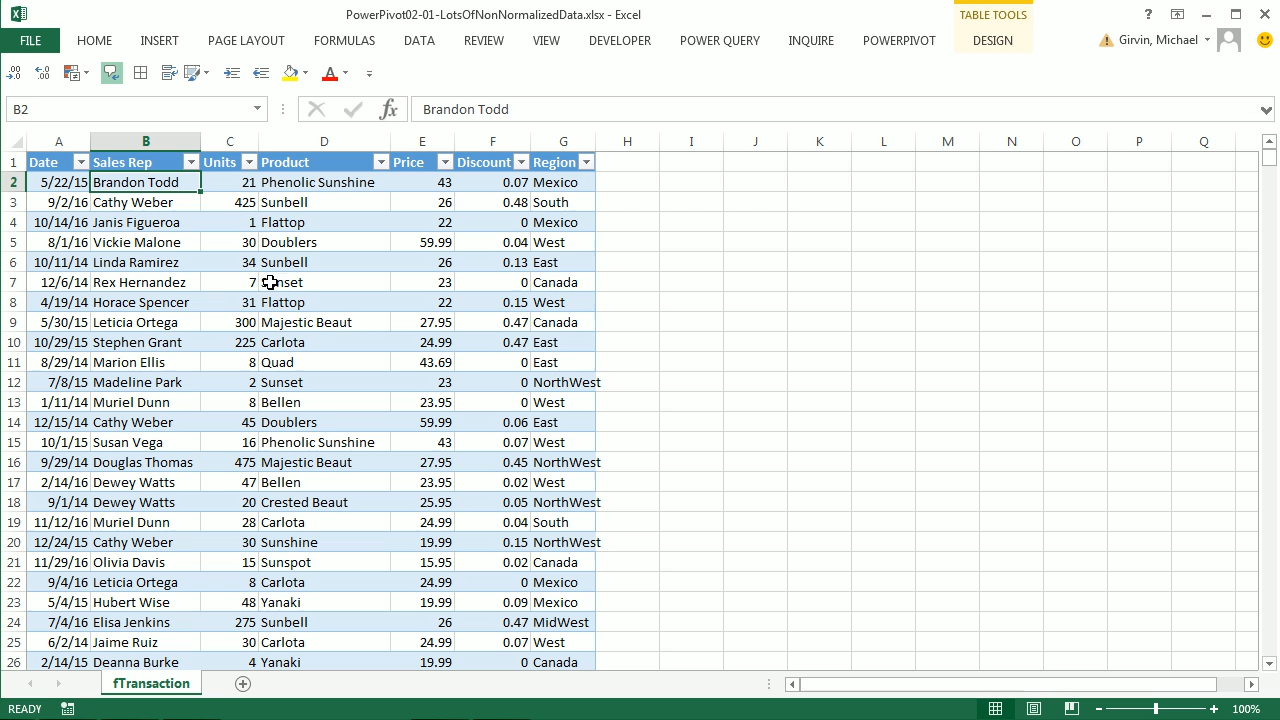 PowerPivot02-01-LotsOfNonNormalizedData.xlsx - Excel
TABLE TOOLS
?
FILE HOME INSERT PAGE LAYOUT FORMULAS DATA REVIEW VIEW DEVELOPER POWER QUERY INQUIRE POWERPIVOT DESIGN Girvin, Michael
B2 fx Brandon Todd
A B C D E F G H I J K L M N O P Q
1 Date Sales Rep Units Product Price Discount Region
2 5/22/15 Brandon Todd 21 Phenolic Sunshine 43 0.07 Mexico
3 9/2/16 Cathy Weber 425 Sunbell 26 0.48 South
4 10/14/16 Janis Figueroa 1 Flattop 22 0 Mexico
5 8/1/16 Vickie Malone 30 Doublers 59.99 0.04 West
6 10/11/14 Linda Ramirez 34 Sunbell 26 0.13 East
7 12/6/14 Rex Hernandez 7 Sunset 23 0 Canada
8 4/19/14 Horace Spencer 31 Flattop 22 0.15 West
9 5/30/15 Leticia Ortega 300 Majestic Beaut 27.95 0.47 Canada
10 10/29/15 Stephen Grant 225 Carlota 24.99 0.47 East
11 8/29/14 Marion Ellis 8 Quad 43.69 0 East
12 7/8/15 Madeline Park 2 Sunset 23 0 NorthWest
13 1/11/14 Muriel Dunn 8 Bellen 23.95 0 West
14 12/15/14 Cathy Weber 45 Doublers 59.99 0.06 East
15 10/1/15 Susan Vega 16 Phenolic Sunshine 43 0.07 West
16 9/29/14 Douglas Thomas 475 Majestic Beaut 27.95 0.45 NorthWest
17 2/14/16 Dewey Watts 47 Bellen 23.95 0.02 West
18 9/1/14 Dewey Watts 20 Crested Beaut 25.95 0.05 NorthWest
19 11/12/16 Muriel Dunn 28 Carlota 24.99 0.04 South
20 12/24/15 Cathy Weber 30 Sunshine 19.99 0.15 NorthWest
21 11/29/16 Olivia Davis 15 Sunspot 15.95 0.02 Canada
22 9/4/16 Leticia Ortega 8 Carlota 24.99 0 Mexico
23 5/4/15 Hubert Wise 48 Yanaki 19.99 0.09 Mexico
24 7/4/16 Elisa Jenkins 275 Sunbell 26 0.47 MidWest
25 6/2/14 Jaime Ruiz 30 Carlota 24.99 0.07 West
26 2/14/15 Deanna Burke 4 Yanaki 19.99 0 Canada
fTransaction
READY 100%